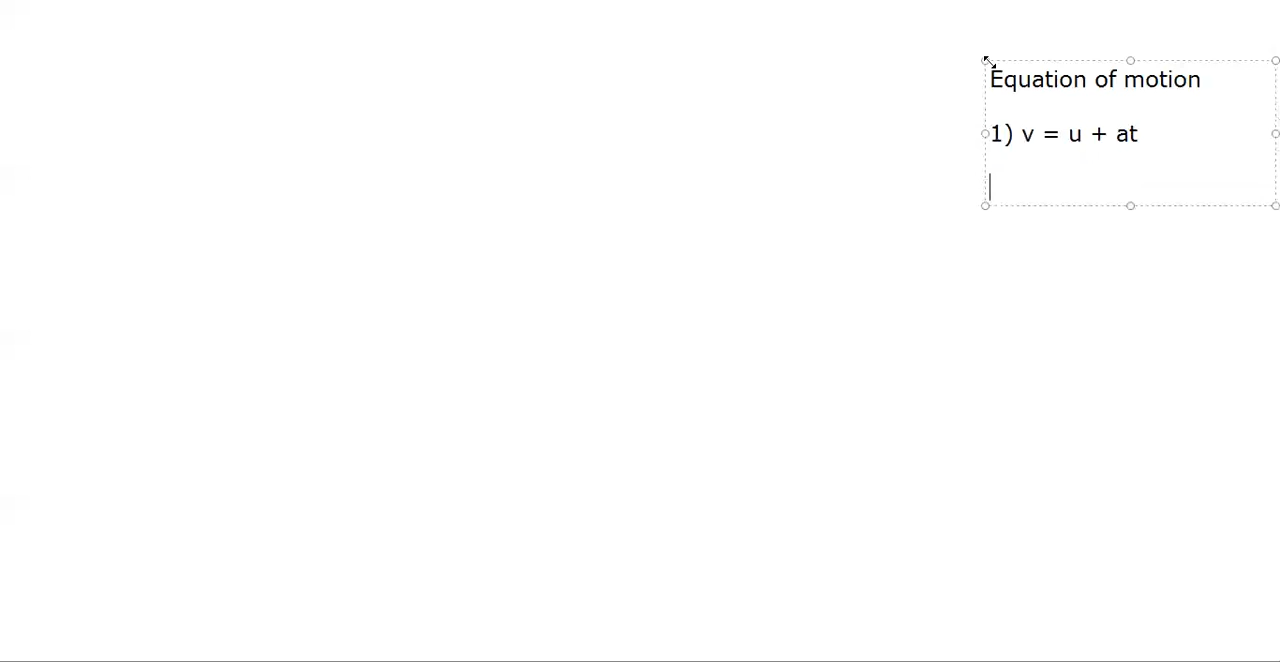 Equation of motion
1) v = u + at